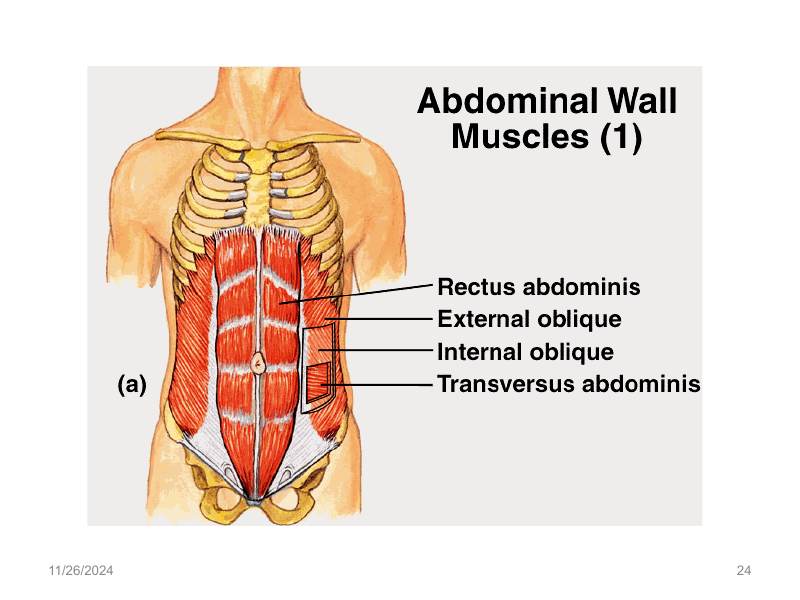 Abdominal Wall
Muscles (1)
Rectus abdominis
External oblique
Internal oblique
(a)
Transversus abdominis
11/26/2024
24